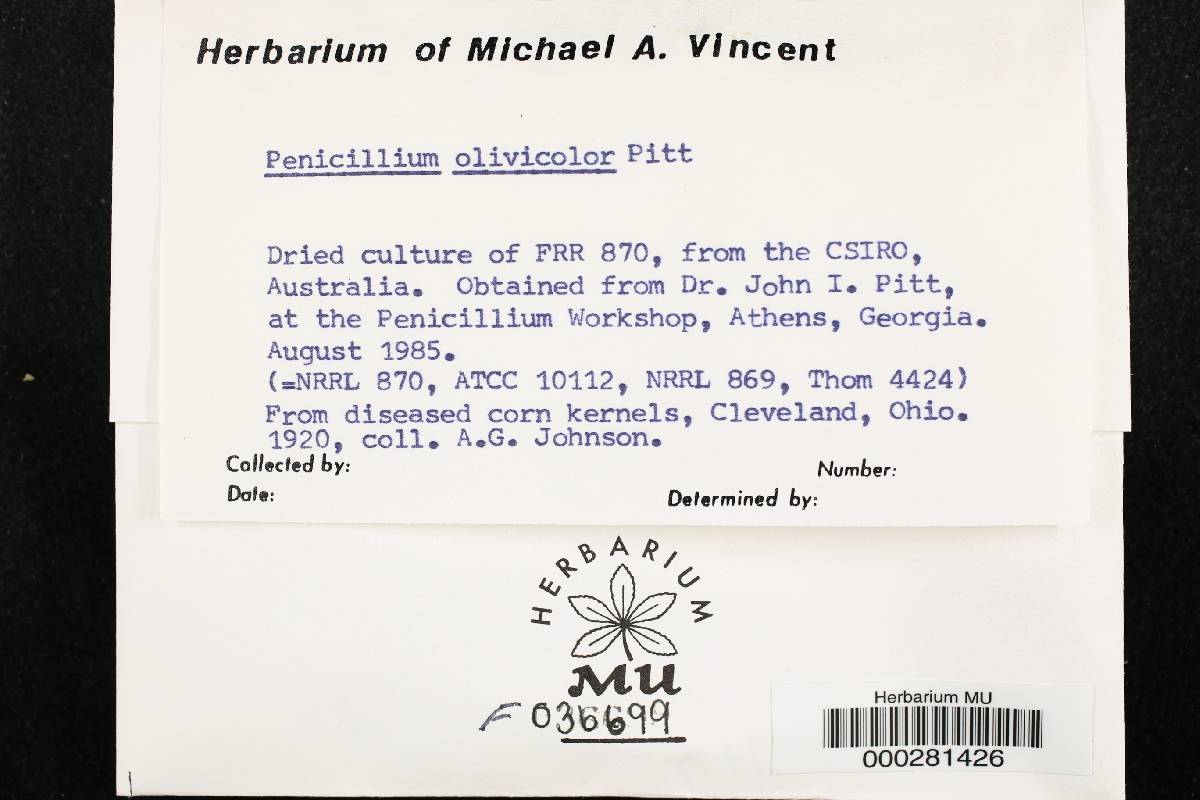 Herbarium of Michael A. Vincent
Penicillium olivicolor Pitt
Dried culture of FRR 870, from the CSIRO,
Australia. Obtained from Dr. John I. Pitt,
at the Penicillium Workshop, Athens, Georgia.
August 1985.
(=NRRL 870, ATCC 10112, NRRL 869, Thom 4424)
From diseased corn kernels, Cleveland, Ohio.
1920, coll. A.G. Johnson.
Collected by:
Number:
Date:
Determined by:
HERBARIUM
MU
F 036699
Herbarium MU
000281426